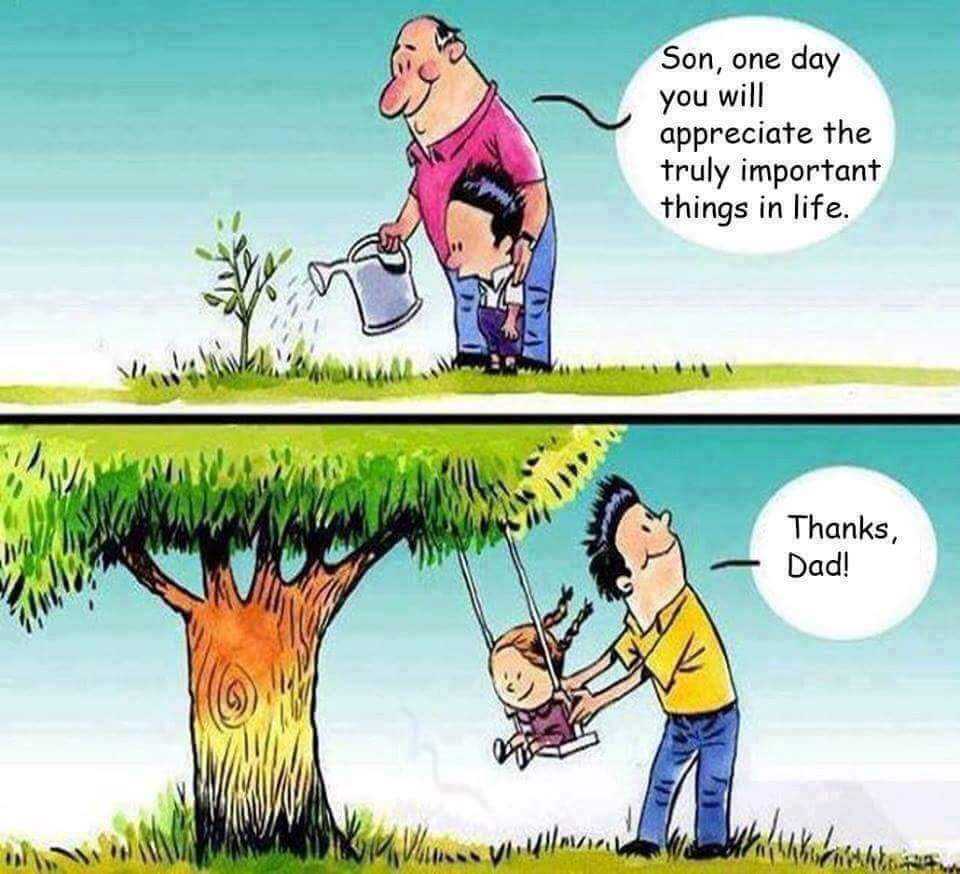 Son, one day
you will
appreciate the
truly important
things in life.
Thanks,
Dad!